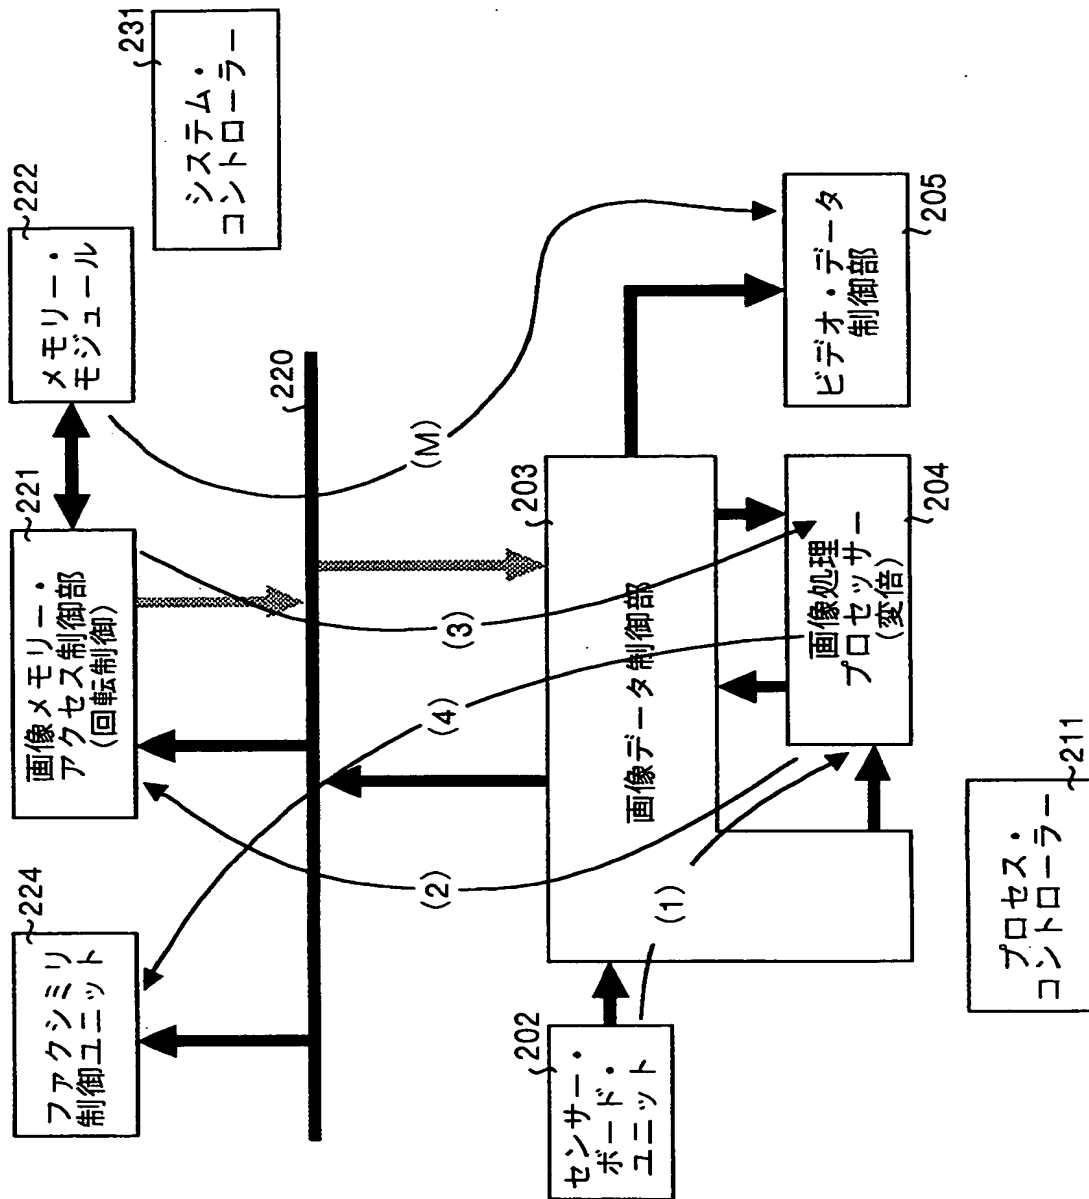 224
ファクシミリ
制御ユニット
221
画像メモリー・
アクセス制御部
(回転制御)
222
メモリー・
モジュール
231
システム・
コントローラー
220
(2)
(4)
(3)
(M)
202
センサー・
ボード・
ユニット
(1)
203
画像データ制御部
204
画像処理
プロセッサー
(変倍)
205
ビデオ・データ
制御部
211
プロセス・
コントローラー